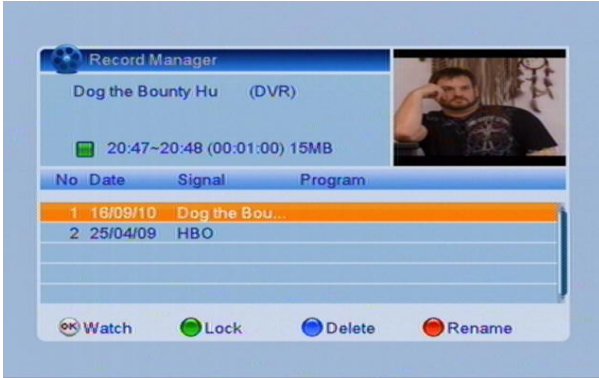 Record Manager
Dog the Bounty Hu (DVR)
20:47~20:48 (00:01:00) 15MB
No Date Signal Program
1 16/09/10 Dog the Bou...
2 25/04/09 HBO
OK Watch Lock Delete Rename